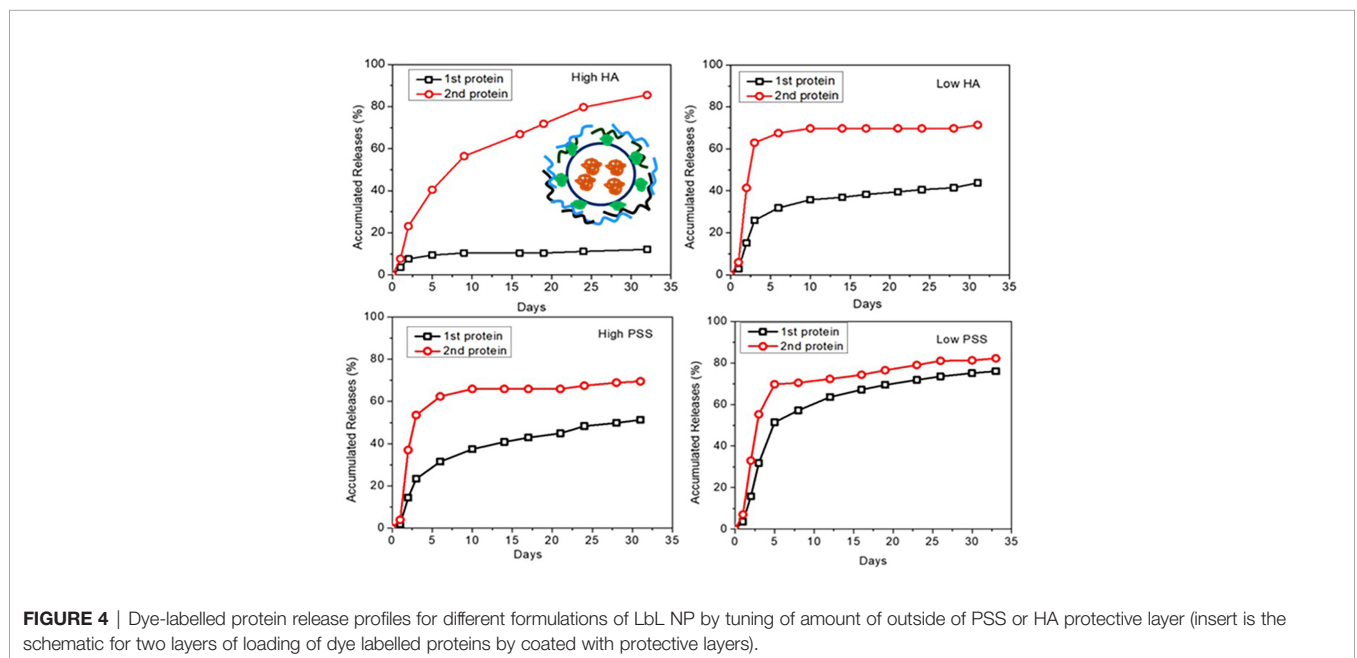 100
80
60
40
20
0
Accumulated Releases (%)
1st protein
2nd protein
High HA
0 5 10 15 20 25 30 35
Days
100
80
60
40
20
0
Accumulated Releases (%)
1st protein
2nd protein
Low HA
0 5 10 15 20 25 30 35
Days
100
80
60
40
20
0
Accumulated Releases (%)
1st protein
2nd protein
High PSS
0 5 10 15 20 25 30 35
Days
100
80
60
40
20
0
Accumulated Releases (%)
1st protein
2nd protein
Low PSS
0 5 10 15 20 25 30 35
Days
FIGURE 4 | Dye-labelled protein release profiles for different formulations of LbL NP by tuning of amount of outside of PSS or HA protective layer (insert is the
schematic for two layers of loading of dye labelled proteins by coated with protective layers).